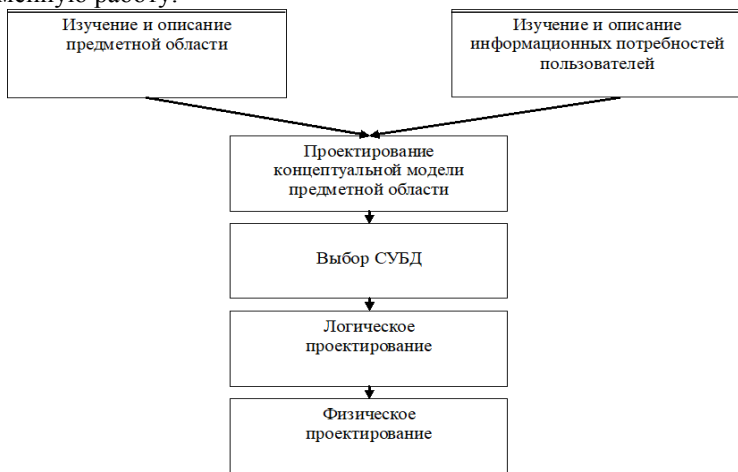 работу.
Изучение и описание
предметной области
Изучение и описание
информационных потребностей
пользователей
Проектирование
концептуальной модели
предметной области
Выбор СУБД
Логическое
проектирование
Физическое
проектирование